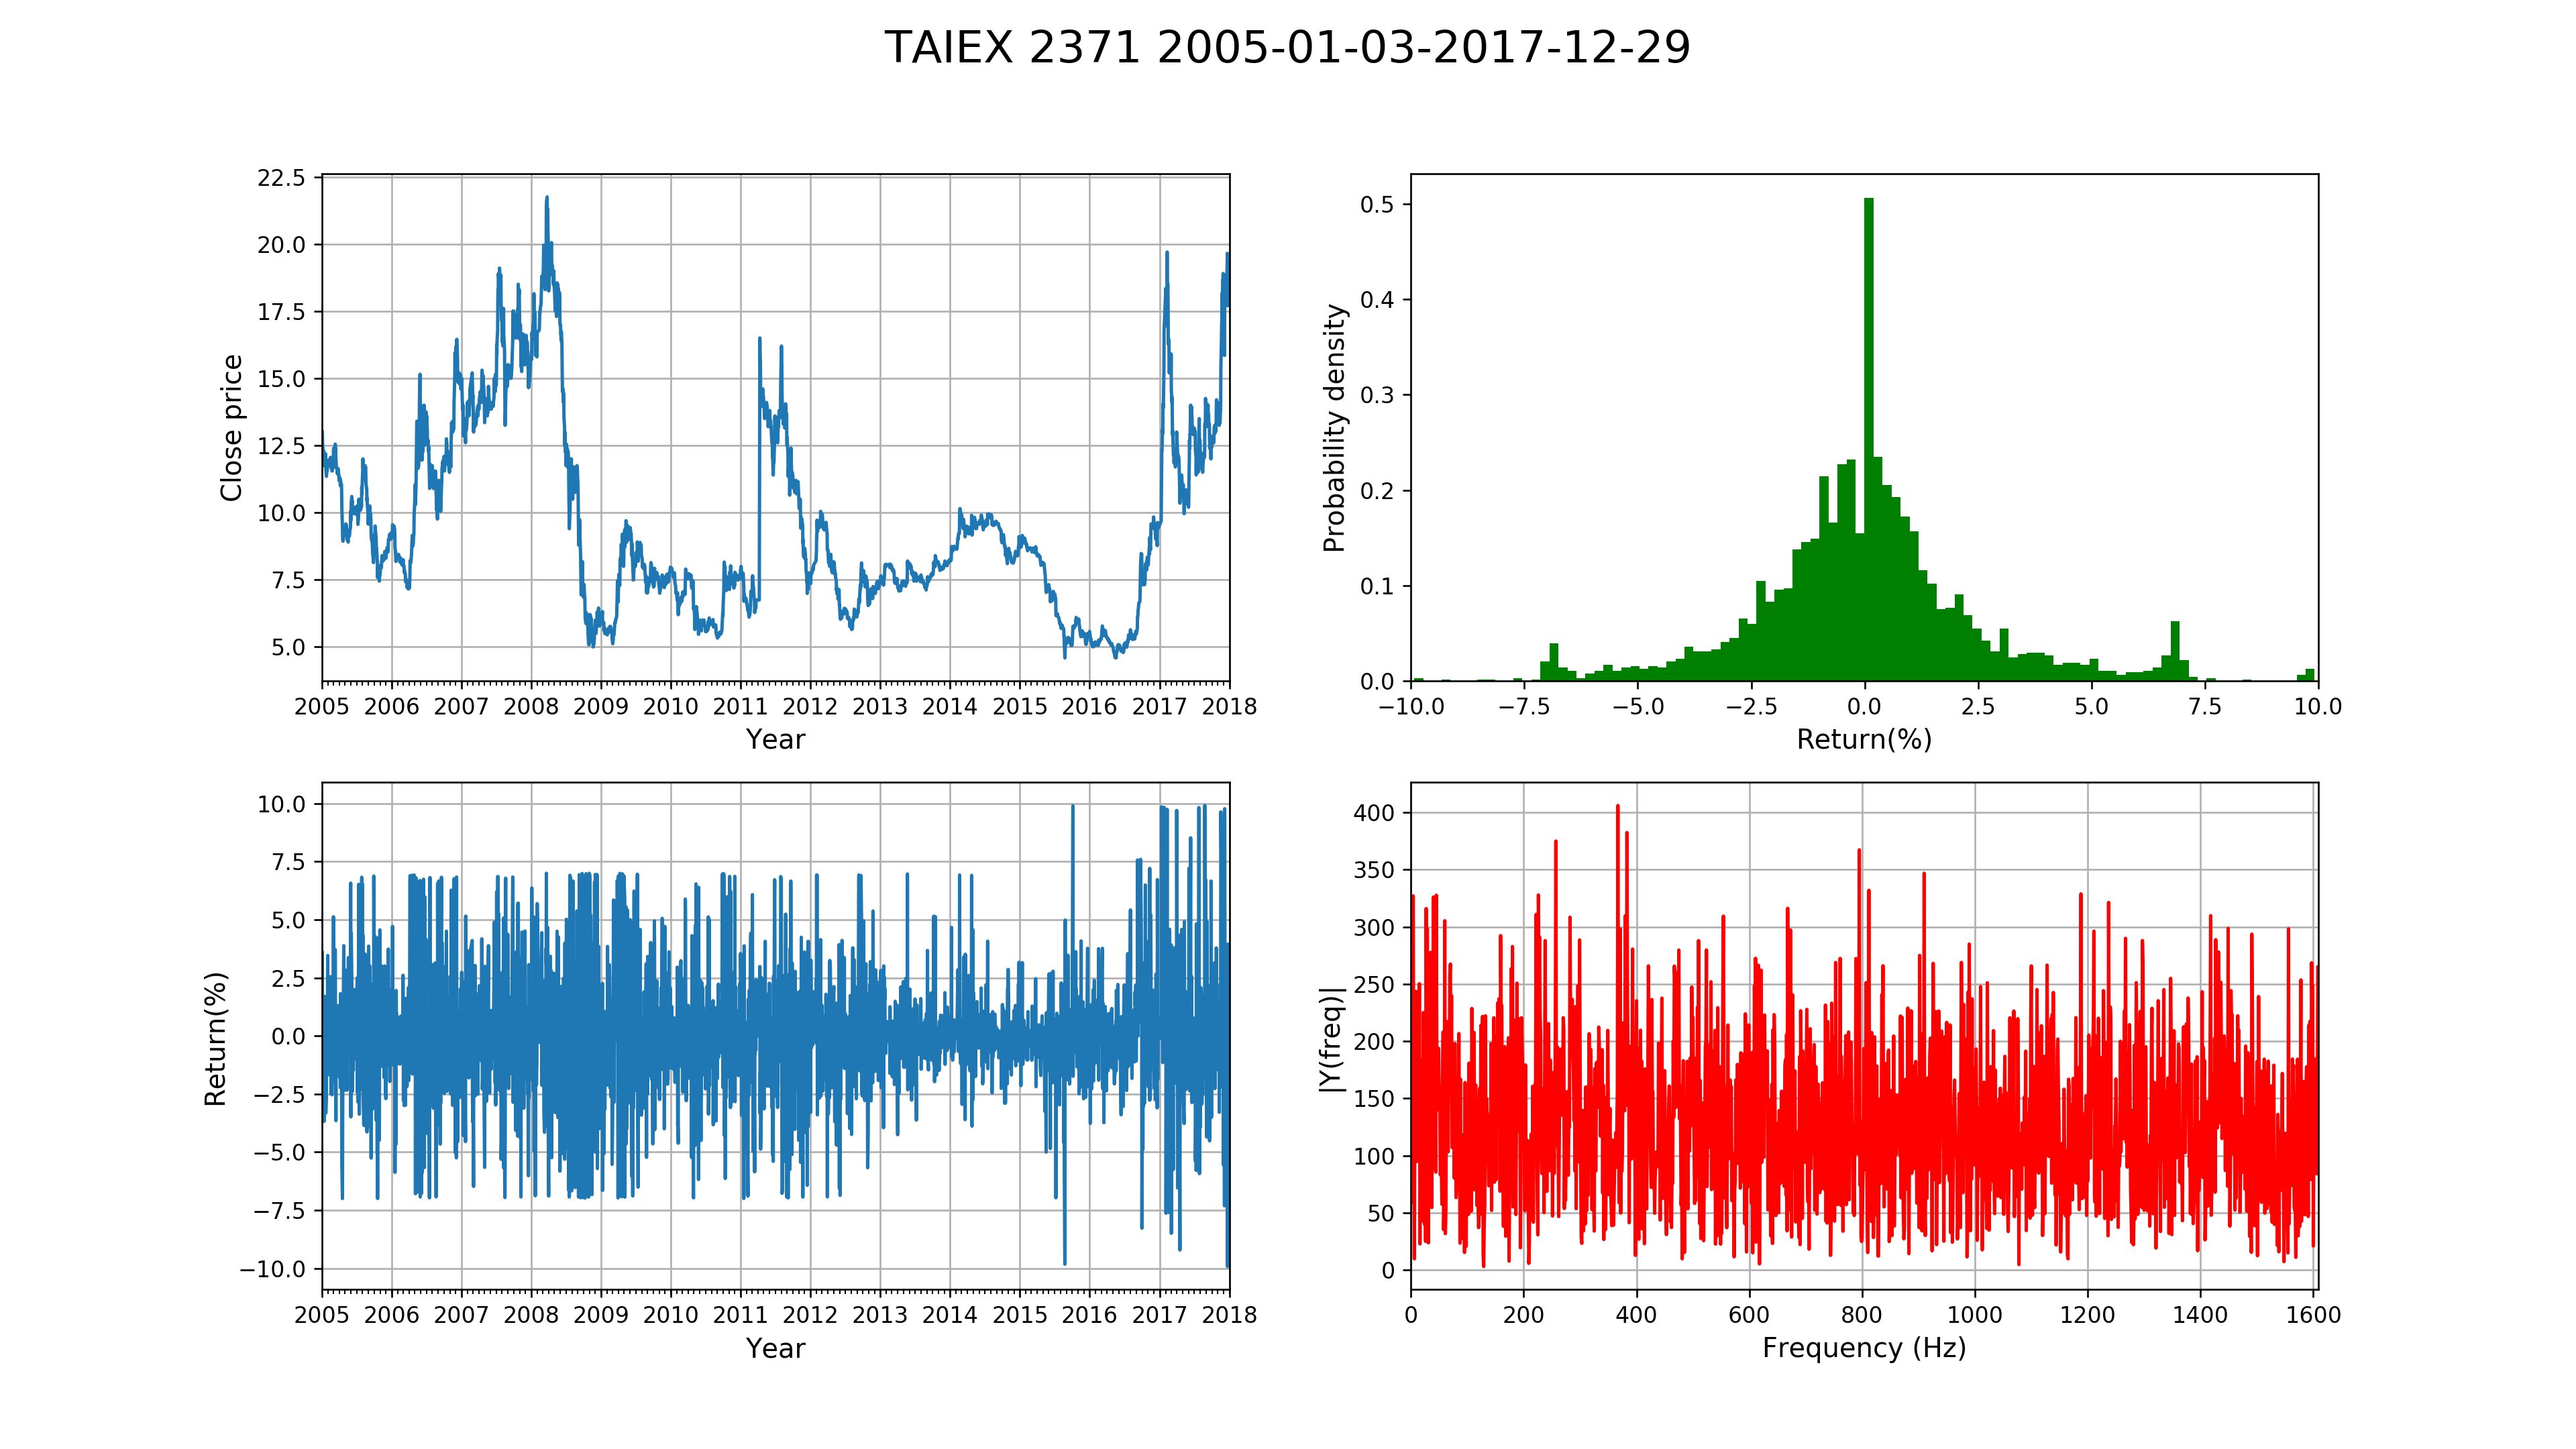 TAIEX 2371 2005-01-03-2017-12-29
22.5
20.0
17.5
15.0
12.5
10.0
7.5
5.0
Close price
2005 2006 2007 2008 2009 2010 2011 2012 2013 2014 2015 2016 2017 2018
Year
0.5
0.4
0.3
0.2
0.1
0.0
Probability density
−10.0 −7.5 −5.0 −2.5 0.0 2.5 5.0 7.5 10.0
Return(%)
10.0
7.5
5.0
2.5
0.0
−2.5
−5.0
−7.5
−10.0
Return(%)
2005 2006 2007 2008 2009 2010 2011 2012 2013 2014 2015 2016 2017 2018
Year
400
350
300
250
200
150
100
50
0
|Y(freq)|
0 200 400 600 800 1000 1200 1400 1600
Frequency (Hz)